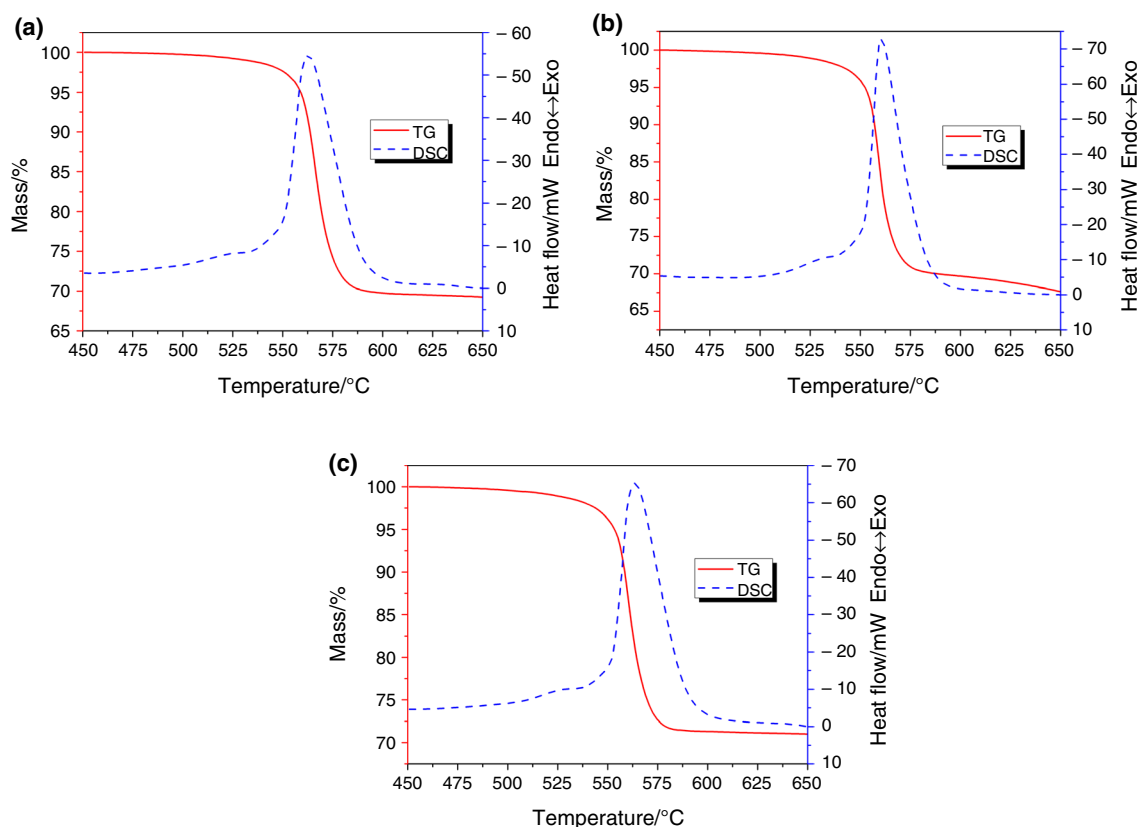 (a)
100
95
90
85
80
75
70
65
Mass/%
TG
DSC
– 60
– 50
– 40
– 30
– 20
– 10
0
10
Heat flow/mW Endo↔Exo
450 475 500 525 550 575 600 625 650
Temperature/°C
(b)
100
95
90
85
80
75
70
65
Mass/%
TG
DSC
– 70
– 60
– 50
– 40
– 30
– 20
– 10
0
10
Heat flow/mW Endo↔Exo
450 475 500 525 550 575 600 625 650
Temperature/°C
(c)
100
95
90
85
80
75
70
Mass/%
TG
DSC
– 70
– 60
– 50
– 40
– 30
– 20
– 10
0
10
Heat flow/mW Endo↔Exo
450 475 500 525 550 575 600 625 650
Temperature/°C